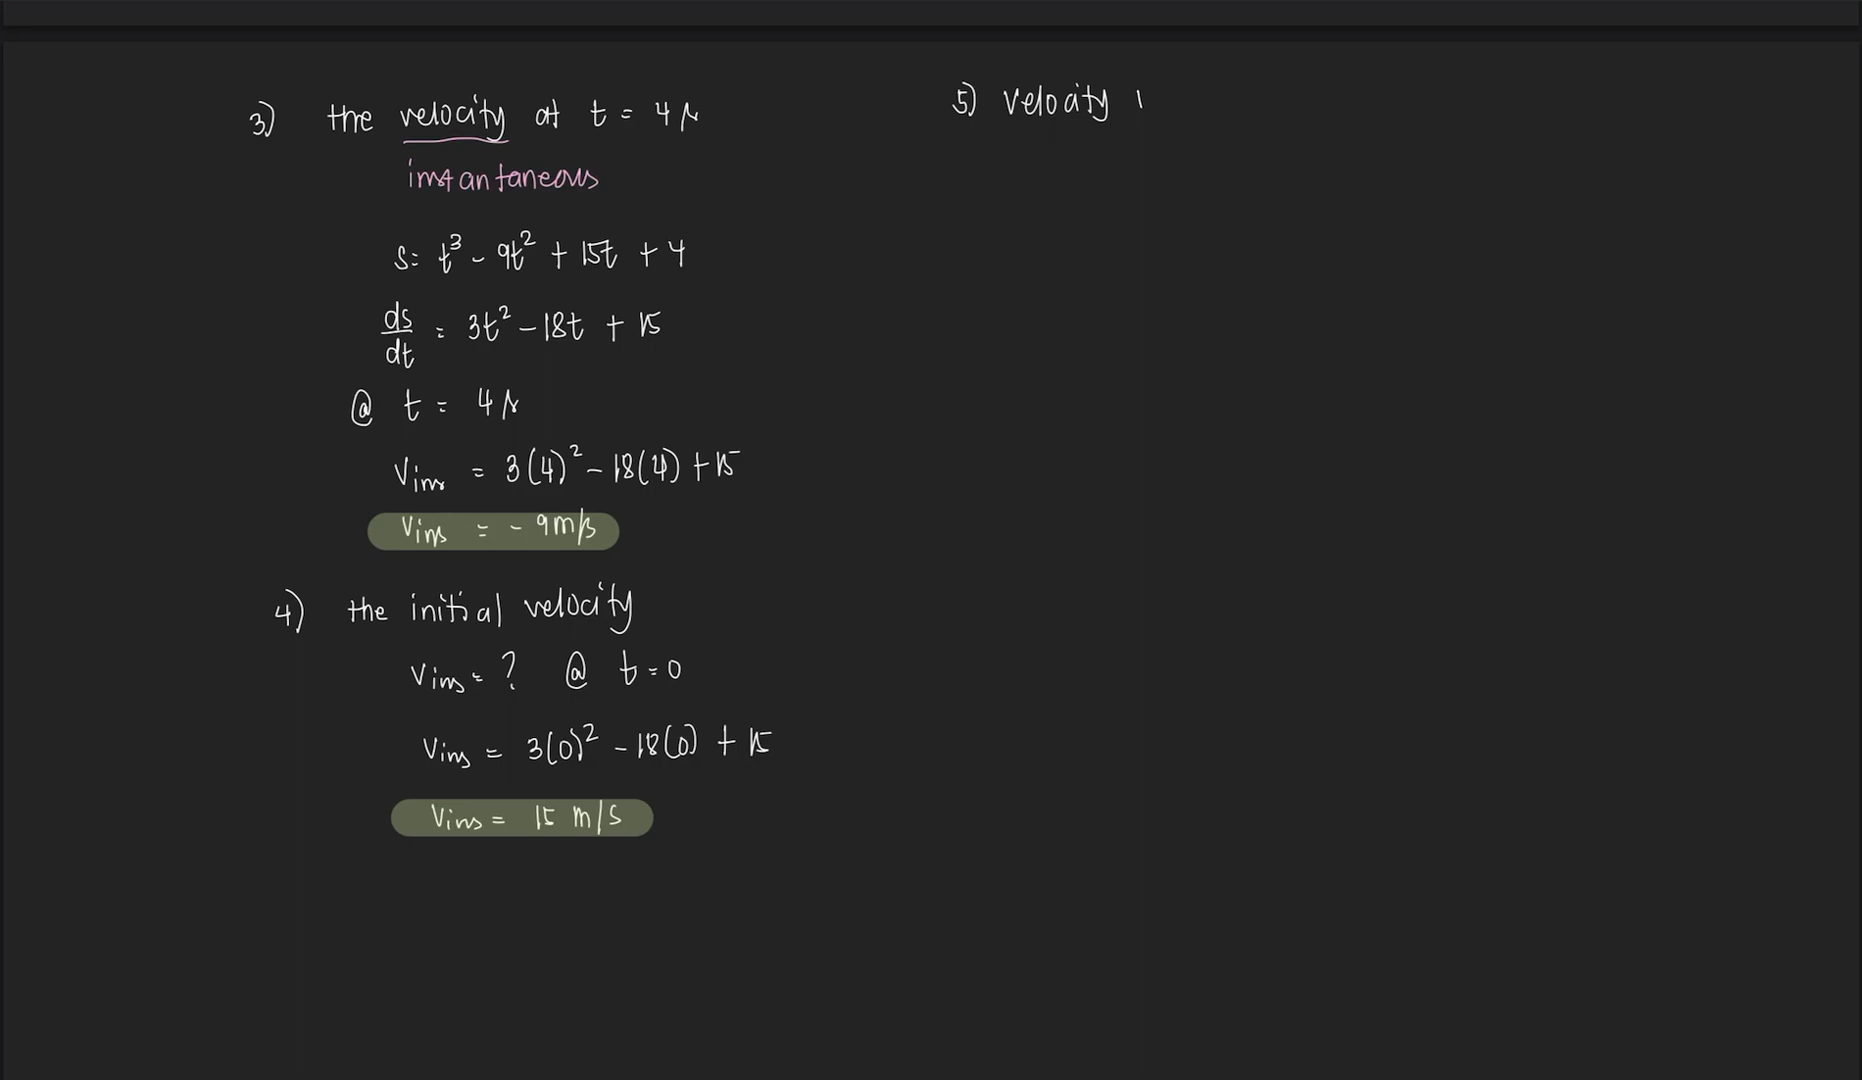 3) the velocity at t = 4 s
instantaneous
s = t³ - 9t² + 15t + 4
ds/dt = 3t² - 18t + 15
@ t = 4 s
Vins = 3(4)² - 18(4) + 15
Vins = - 9 m/s
4) the initial velocity
Vins = ? @ t = 0
Vins = 3(0)² - 18(0) + 15
Vins = 15 m/s
5) Velocity